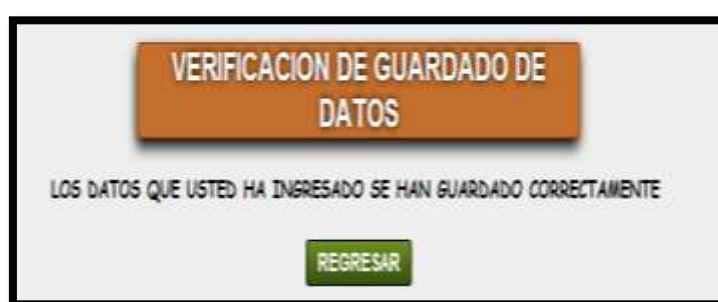 VERIFICACION DE GUARDADO DE
DATOS
LOS DATOS QUE USTED HA INGRESADO SE HAN GUARDADO CORRECTAMENTE
REGRESAR